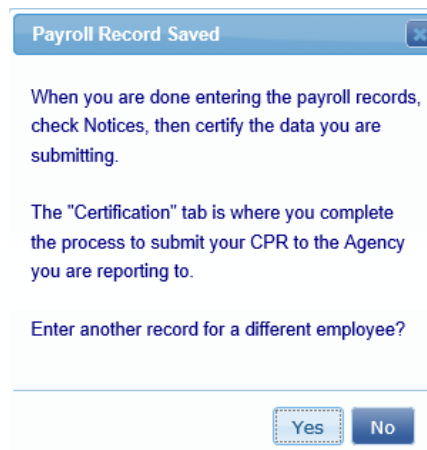 Payroll Record Saved
When you are done entering the payroll records,
check Notices, then certify the data you are
submitting.
The "Certification" tab is where you complete
the process to submit your CPR to the Agency
you are reporting to.
Enter another record for a different employee?
Yes No